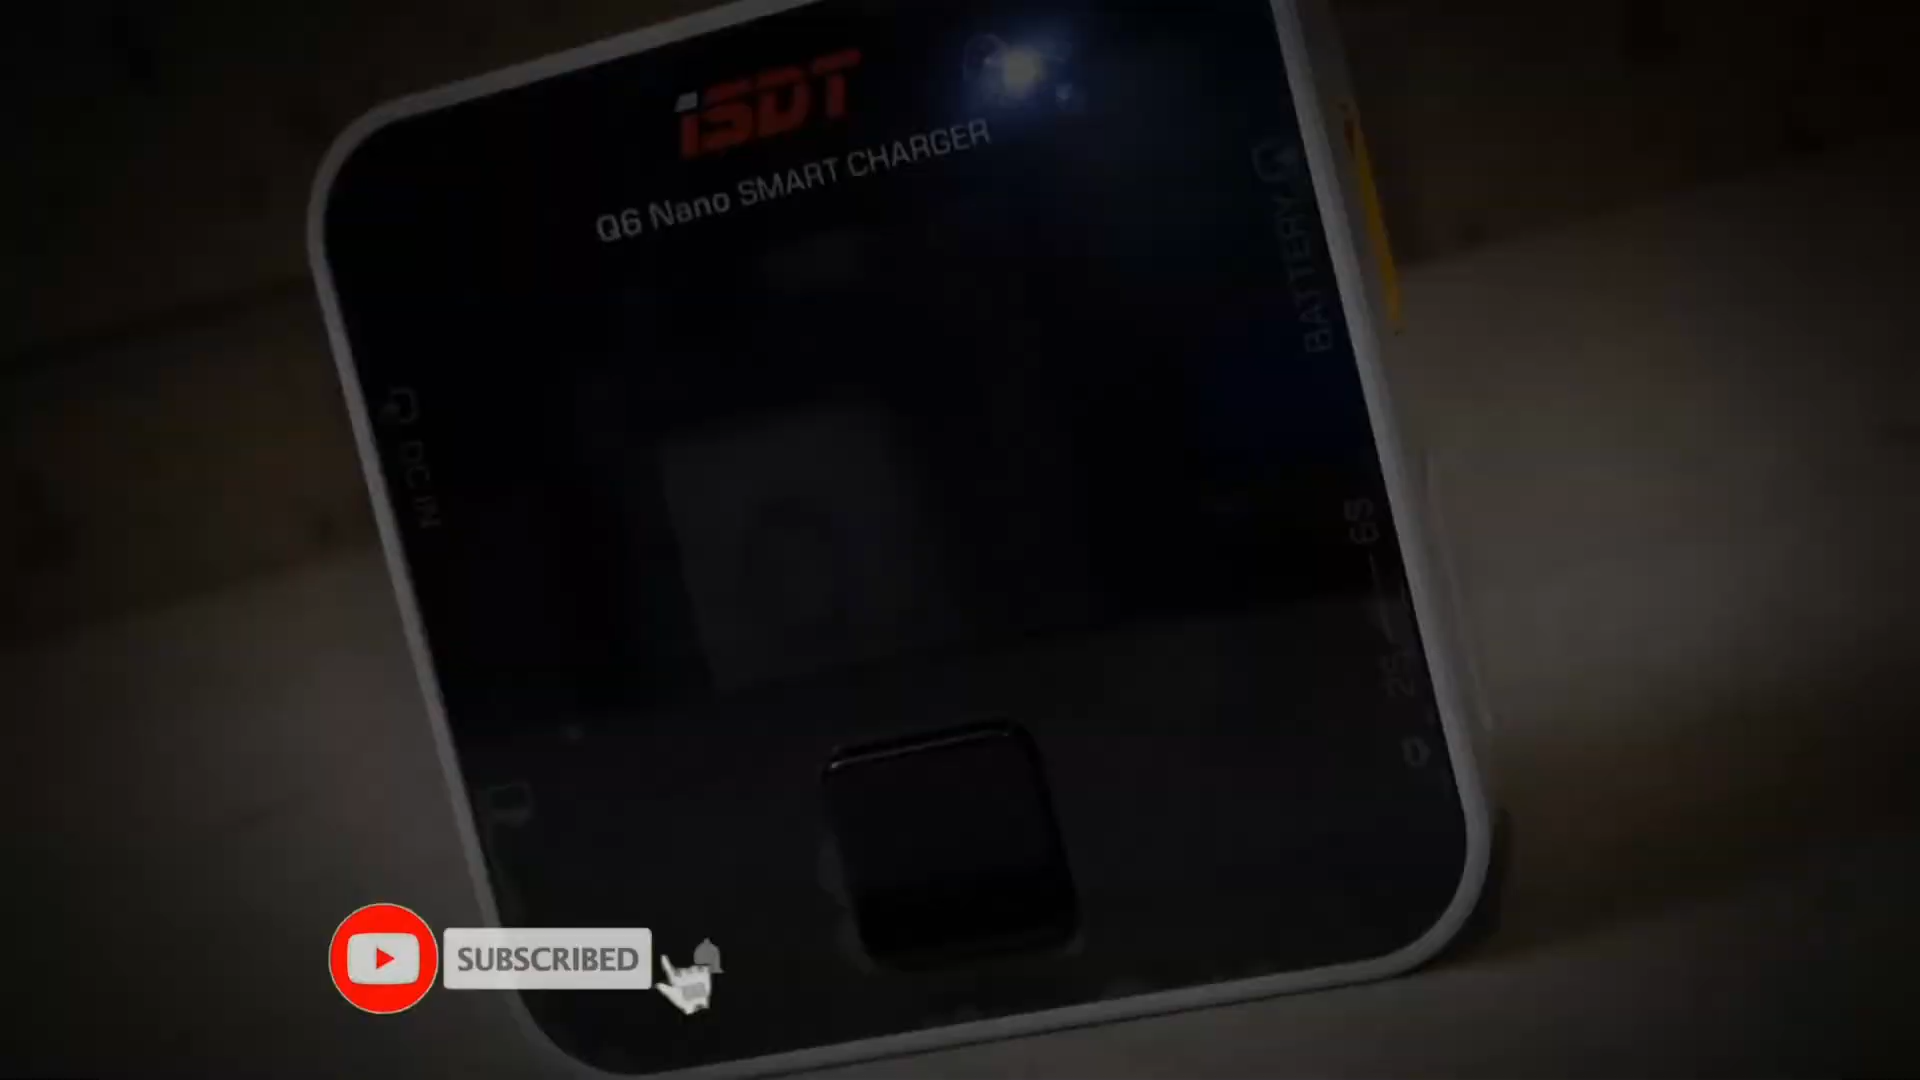 iSDT
Q6 Nano SMART CHARGER
BATTERY
DC IN
6S
2S
SUBSCRIBED